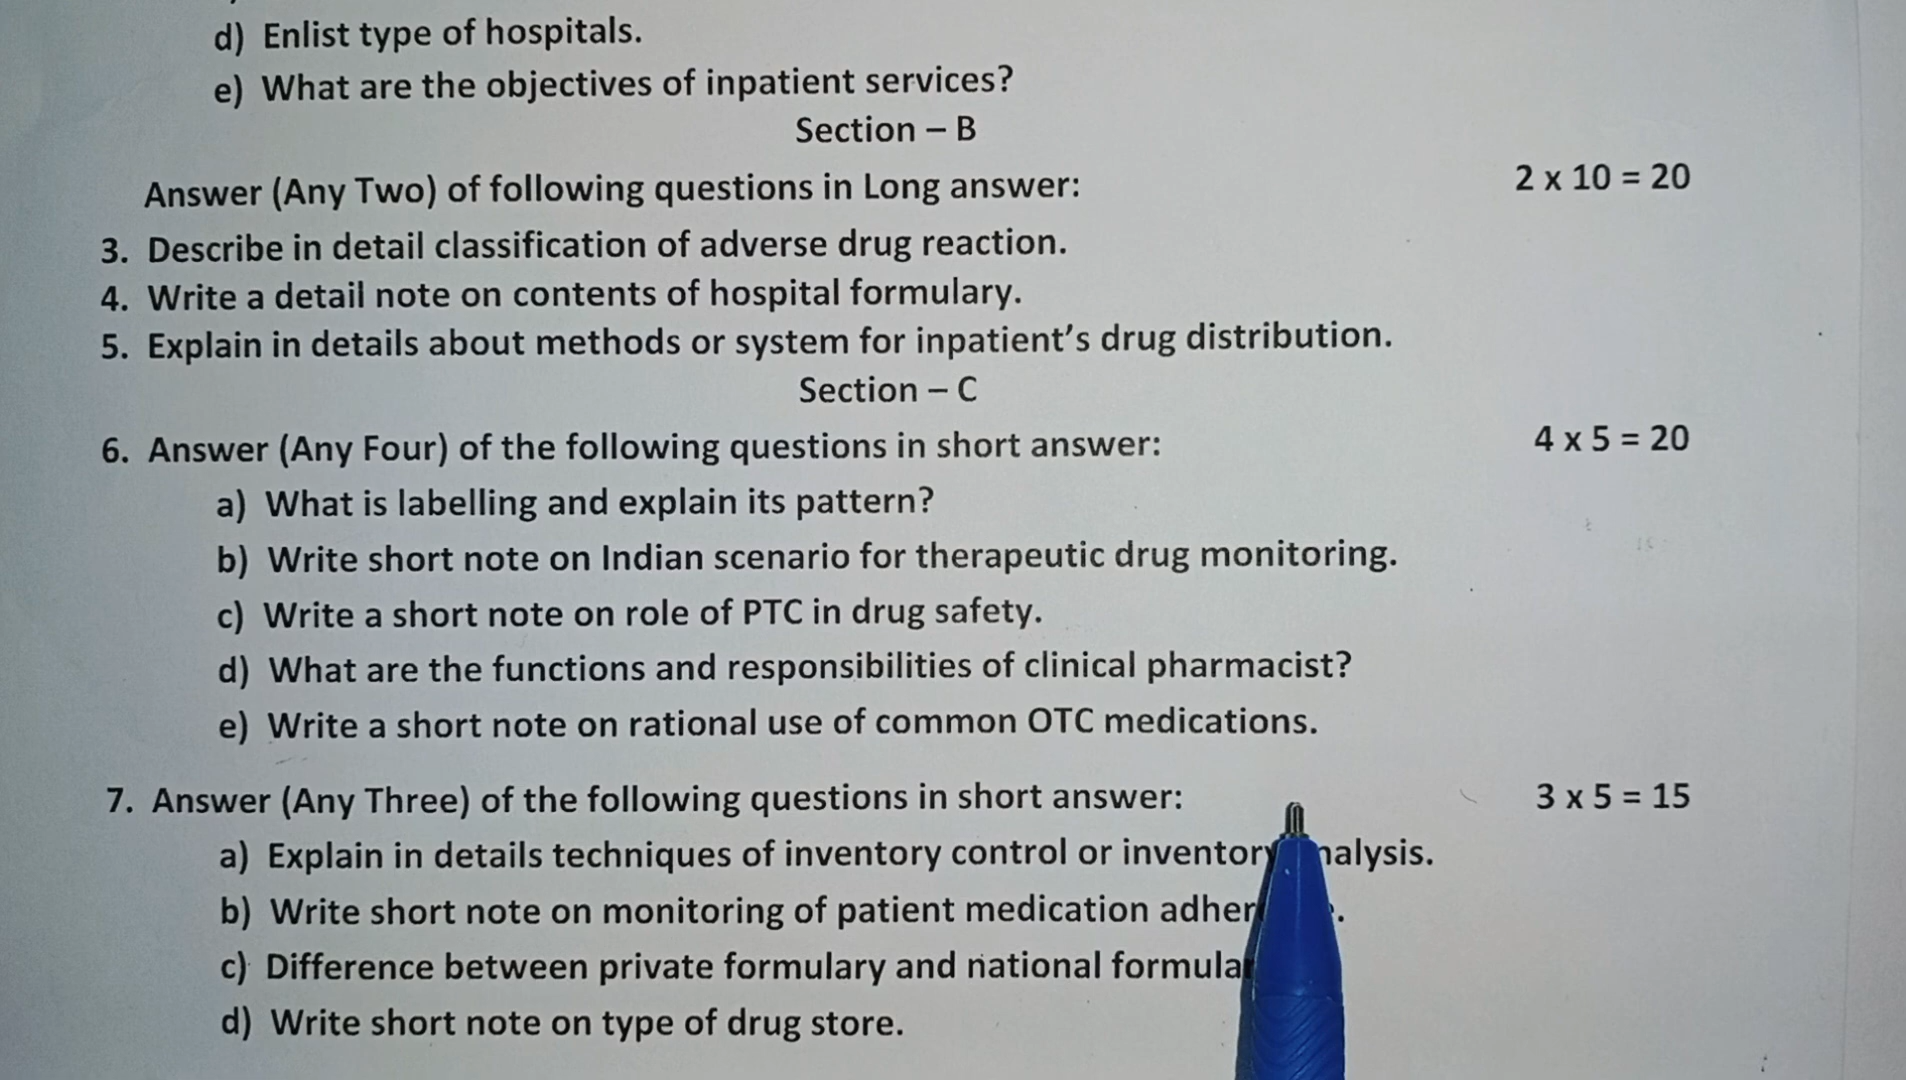 d) Enlist type of hospitals.
e) What are the objectives of inpatient services?
Section – B
Answer (Any Two) of following questions in Long answer: 2 x 10 = 20
3. Describe in detail classification of adverse drug reaction.
4. Write a detail note on contents of hospital formulary.
5. Explain in details about methods or system for inpatient's drug distribution.
Section – C
6. Answer (Any Four) of the following questions in short answer: 4 x 5 = 20
a) What is labelling and explain its pattern?
b) Write short note on Indian scenario for therapeutic drug monitoring.
c) Write a short note on role of PTC in drug safety.
d) What are the functions and responsibilities of clinical pharmacist?
e) Write a short note on rational use of common OTC medications.
7. Answer (Any Three) of the following questions in short answer: 3 x 5 = 15
a) Explain in details techniques of inventory control or inventory
b) Write short note on monitoring of patient medication
c) Difference between private formulary and national
d) Write short note on type of drug store.